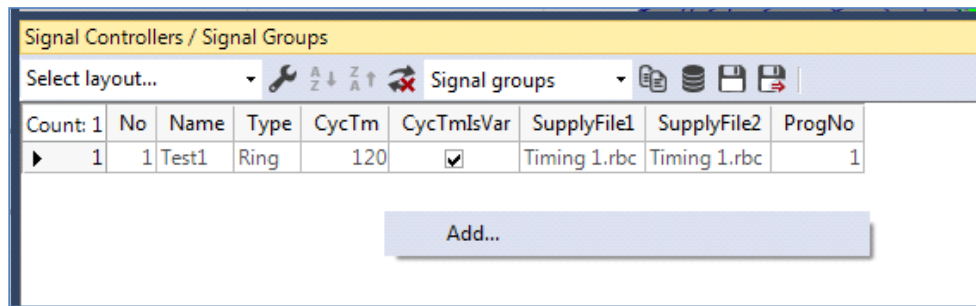 Signal Controllers / Signal Groups
Select layout... Signal groups
Count: 1 No Name Type CycTm CycTmIsVar SupplyFile1 SupplyFile2 ProgNo
1 1 Test1 Ring 120 Timing 1.rbc Timing 1.rbc 1
Add...